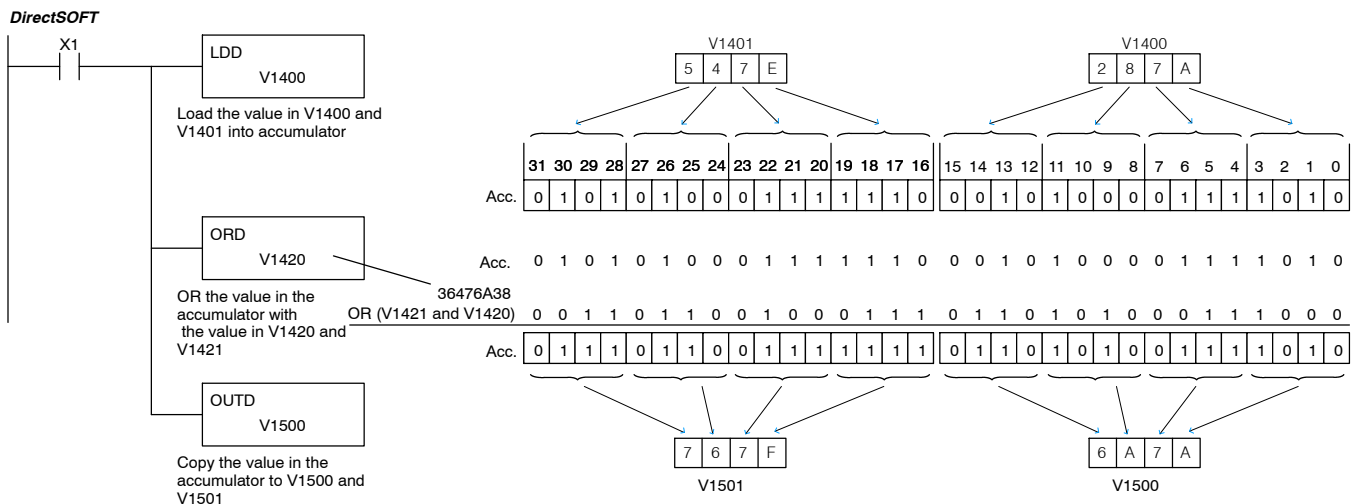 DirectSOFT
X1
LDD
V1400
Load the value in V1400 and
V1401 into accumulator
V1401
V1400
5 4 7 E
2 8 7 A
31 30 29 28 27 26 25 24 23 22 21 20 19 18 17 16 15 14 13 12 11 10 9 8 7 6 5 4 3 2 1 0
Acc. 0 1 0 1 0 1 0 0 0 1 1 1 1 1 1 0 0 0 1 0 1 0 0 0 0 1 1 1 1 0 1 0
ORD
V1420
OR the value in the
accumulator with
the value in V1420 and
V1421
Acc. 0 1 0 1 0 1 0 0 0 1 1 1 1 1 1 0 0 0 1 0 1 0 0 0 0 1 1 1 1 0 1 0
36476A38
OR (V1421 and V1420) 0 0 1 1 0 1 1 0 0 1 0 0 0 1 1 1 0 1 1 0 1 0 1 0 0 0 1 1 1 0 0 0
Acc. 0 1 1 1 0 1 1 0 0 1 1 1 1 1 1 1 0 1 1 0 1 0 1 0 0 1 1 1 1 0 1 0
OUTD
V1500
Copy the value in the
accumulator to V1500 and
V1501
7 6 7 F
6 A 7 A
V1501
V1500